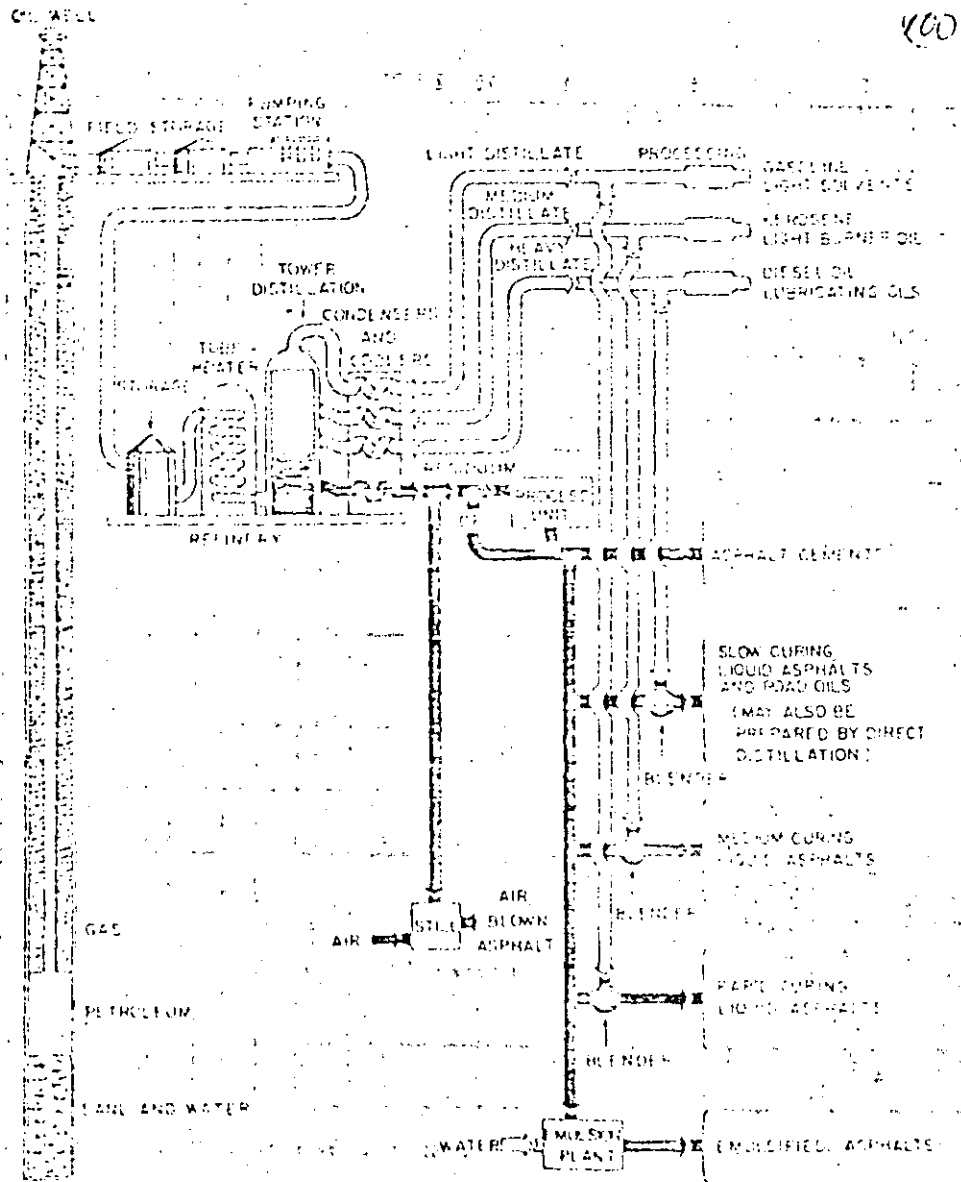 OIL WELL
PUMPING
STATION
FIELD STORAGE
LIGHT DISTILLATE
PROCESSING
GASOLINE
LIGHT SOLVENTS
MEDIUM
DISTILLATE
KEROSENE
LIGHT BURNER OIL
HEAVY
DISTILLATE
DIESEL OIL
LUBRICATING OILS
TOWER
DISTILLATION
CONDENSERS
AND
COOLERS
TUBE
HEATER
STORAGE
RESIDUUM
PROCESS
UNIT
REFINERY
ASPHALT CEMENTS
SLOW CURING
LIQUID ASPHALTS
AND ROAD OILS
(MAY ALSO BE
PREPARED BY DIRECT
DISTILLATION)
BLENDER
MEDIUM CURING
LIQUID ASPHALTS
BLENDER
AIR
STILL
AIR
BLOWN
ASPHALT
GAS
RAPID CURING
LIQUID ASPHALTS
PETROLEUM
BLENDER
SAND AND WATER
WATER
PLANT
EMULSIFIED ASPHALTS